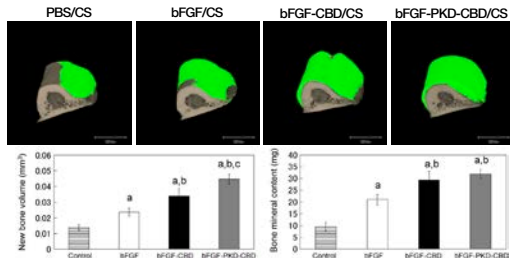 PBS/CS
bFGF/CS
bFGF-CBD/CS
bFGF-PKD-CBD/CS
New bone volume (mm³)
0.06
0.05
0.04
0.03
0.02
0.01
0
a
a,b
a,b,c
Control
bFGF
bFGF-CBD
bFGF-PKD-CBD
Bone mineral content (mg)
40
35
30
25
20
15
10
5
0
a
a,b
a,b
Control
bFGF
bFGF-CBD
bFGF-PKD-CBD